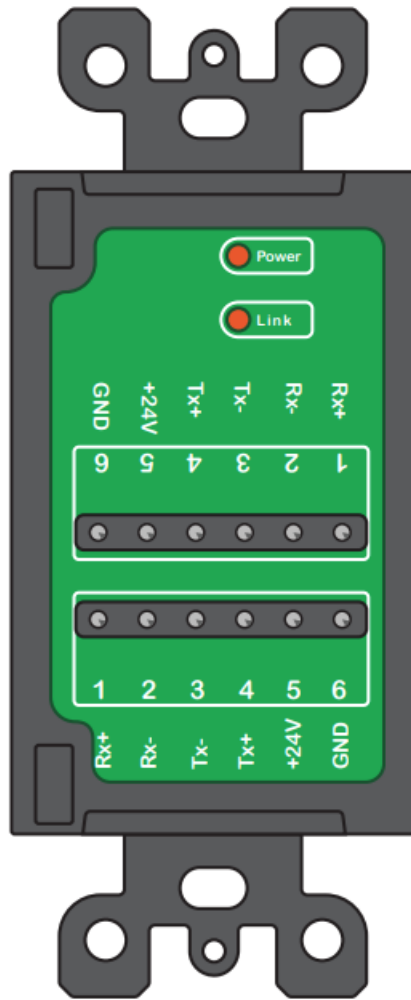 Power
Link
GND +24V Tx+ Tx- Rx- Rx+
6 5 4 3 2 1
1 2 3 4 5 6
Rx+ Rx- Tx- Tx+ +24V GND